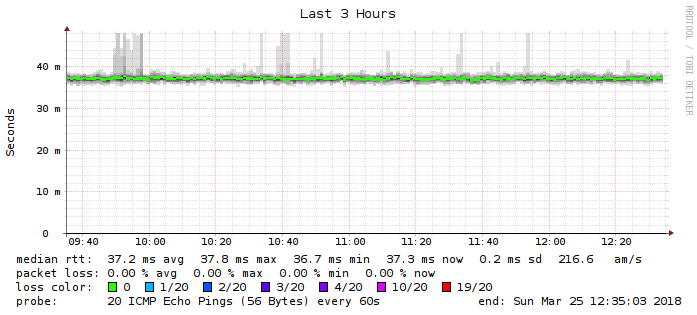 Last 3 Hours
RRDTOOL / TOBI OETIKER
Seconds
40 m
30 m
20 m
10 m
0
09:40 10:00 10:20 10:40 11:00 11:20 11:40 12:00 12:20
median rtt: 37.2 ms avg 37.8 ms max 36.7 ms min 37.3 ms now 0.2 ms sd 216.6 am/s
packet loss: 0.00 % avg 0.00 % max 0.00 % min 0.00 % now
loss color: 0 1/20 2/20 3/20 4/20 10/20 19/20
probe: 20 ICMP Echo Pings (56 Bytes) every 60s end: Sun Mar 25 12:35:03 2018